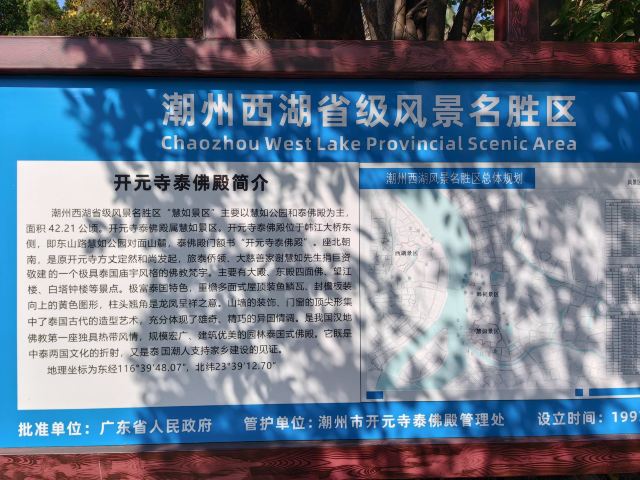 潮州西湖省级风景名胜区
Chaozhou West Lake Provincial Scenic Area
开元寺泰佛殿简介
潮州西湖省级风景名胜区“慧如景区”主要以慧如公园和泰佛殿为主，
面积 42.21 公顷。开元寺泰佛殿属慧如景区。开元寺泰佛殿位于韩江大桥东
侧，即东山路慧如公园对面山麓，泰佛殿门额书“开元寺泰佛殿”。座北朝
南，是原开元寺方丈定然和尚发起，旅泰侨领、大慈善家谢慧如先生捐巨资
敬建的一个极具泰国庙宇风格的佛教梵宇。主要有大殿、东殿四面佛、望江
楼、白塔钟楼等景点。极富泰国特色，重檐多面式屋顶装鱼鳞瓦、封檐板装
向上的黄色图形，柱头翘角是龙凤呈祥之意。山墙的装饰、门窗的顶尖形集
中了泰国古代的造型艺术，充分体现了雄奇、精巧的异国情调。是我国汉地
佛教第一座独具热带风情，规模宏广、建筑优美的园林泰国式佛殿。它既是
中泰两国文化的折射，又是泰国潮人支持家乡建设的见证。
地理坐标为东经116°39'48.07"，北纬23°39'12.70"
潮州西湖风景名胜区总体规划
西湖景区
韩祠景区
慧如景区
批准单位：广东省人民政府 管护单位：潮州市开元寺泰佛殿管理处 设立时间：199